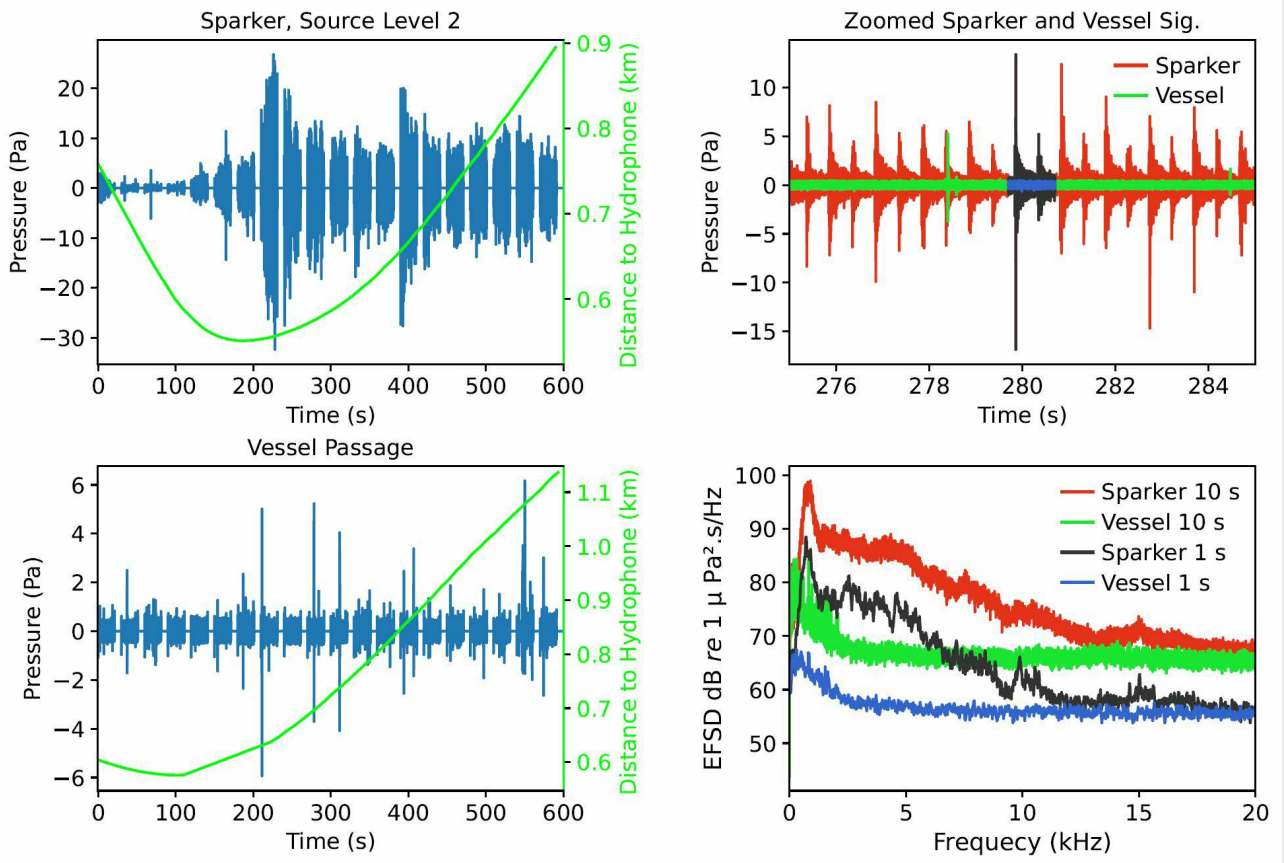 Sparker, Source Level 2
Pressure (Pa)
20
10
0
−10
−20
−30
0 100 200 300 400 500 600
Time (s)
0.9
0.8
0.7
0.6
Distance to Hydrophone (km)
Zoomed Sparker and Vessel Sig.
Pressure (Pa)
10
5
0
−5
−10
−15
276 278 280 282 284
Time (s)
Sparker
Vessel
Vessel Passage
Pressure (Pa)
6
4
2
0
−2
−4
−6
0 100 200 300 400 500 600
Time (s)
1.1
1.0
0.9
0.8
0.7
0.6
Distance to Hydrophone (km)
EFSD dB re 1 µ Pa².s/Hz
100
90
80
70
60
50
0 5 10 15 20
Frequecy (kHz)
Sparker 10 s
Vessel 10 s
Sparker 1 s
Vessel 1 s